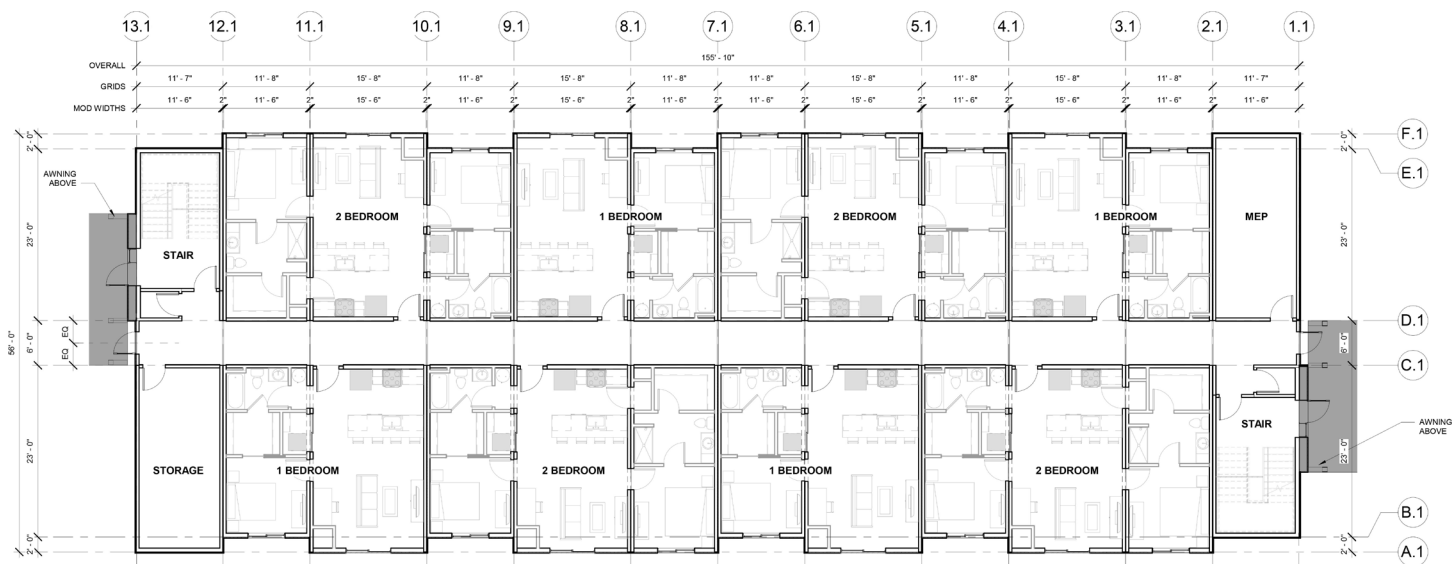 13.1 12.1 11.1 10.1 9.1 8.1 7.1 6.1 5.1 4.1 3.1 2.1 1.1
OVERALL 155' - 10"
GRIDS 11' - 7" 11' - 8" 15' - 8" 11' - 8" 15' - 8" 11' - 8" 11' - 8" 15' - 8" 11' - 8" 15' - 8" 11' - 8" 11' - 7"
MOD WIDTHS 11' - 6" 2" 11' - 6" 2" 15' - 6" 2" 11' - 6" 2" 15' - 6" 2" 11' - 6" 2" 11' - 6" 2" 15' - 6" 2" 11' - 6" 2" 15' - 6" 2" 11' - 6" 2" 11' - 6"
2' - 0" 2' - 0" F.1
E.1
AWNING
ABOVE
2 BEDROOM 1 BEDROOM 2 BEDROOM 1 BEDROOM MEP
23' - 0" 23' - 0"
STAIR
D.1
56' - 0" 6' - 0" EQ 6' - 0"
EQ
C.1
STAIR AWNING
ABOVE
23' - 0" 23' - 0"
STORAGE 1 BEDROOM 2 BEDROOM 1 BEDROOM 2 BEDROOM
B.1
2' - 0" 2' - 0" A.1